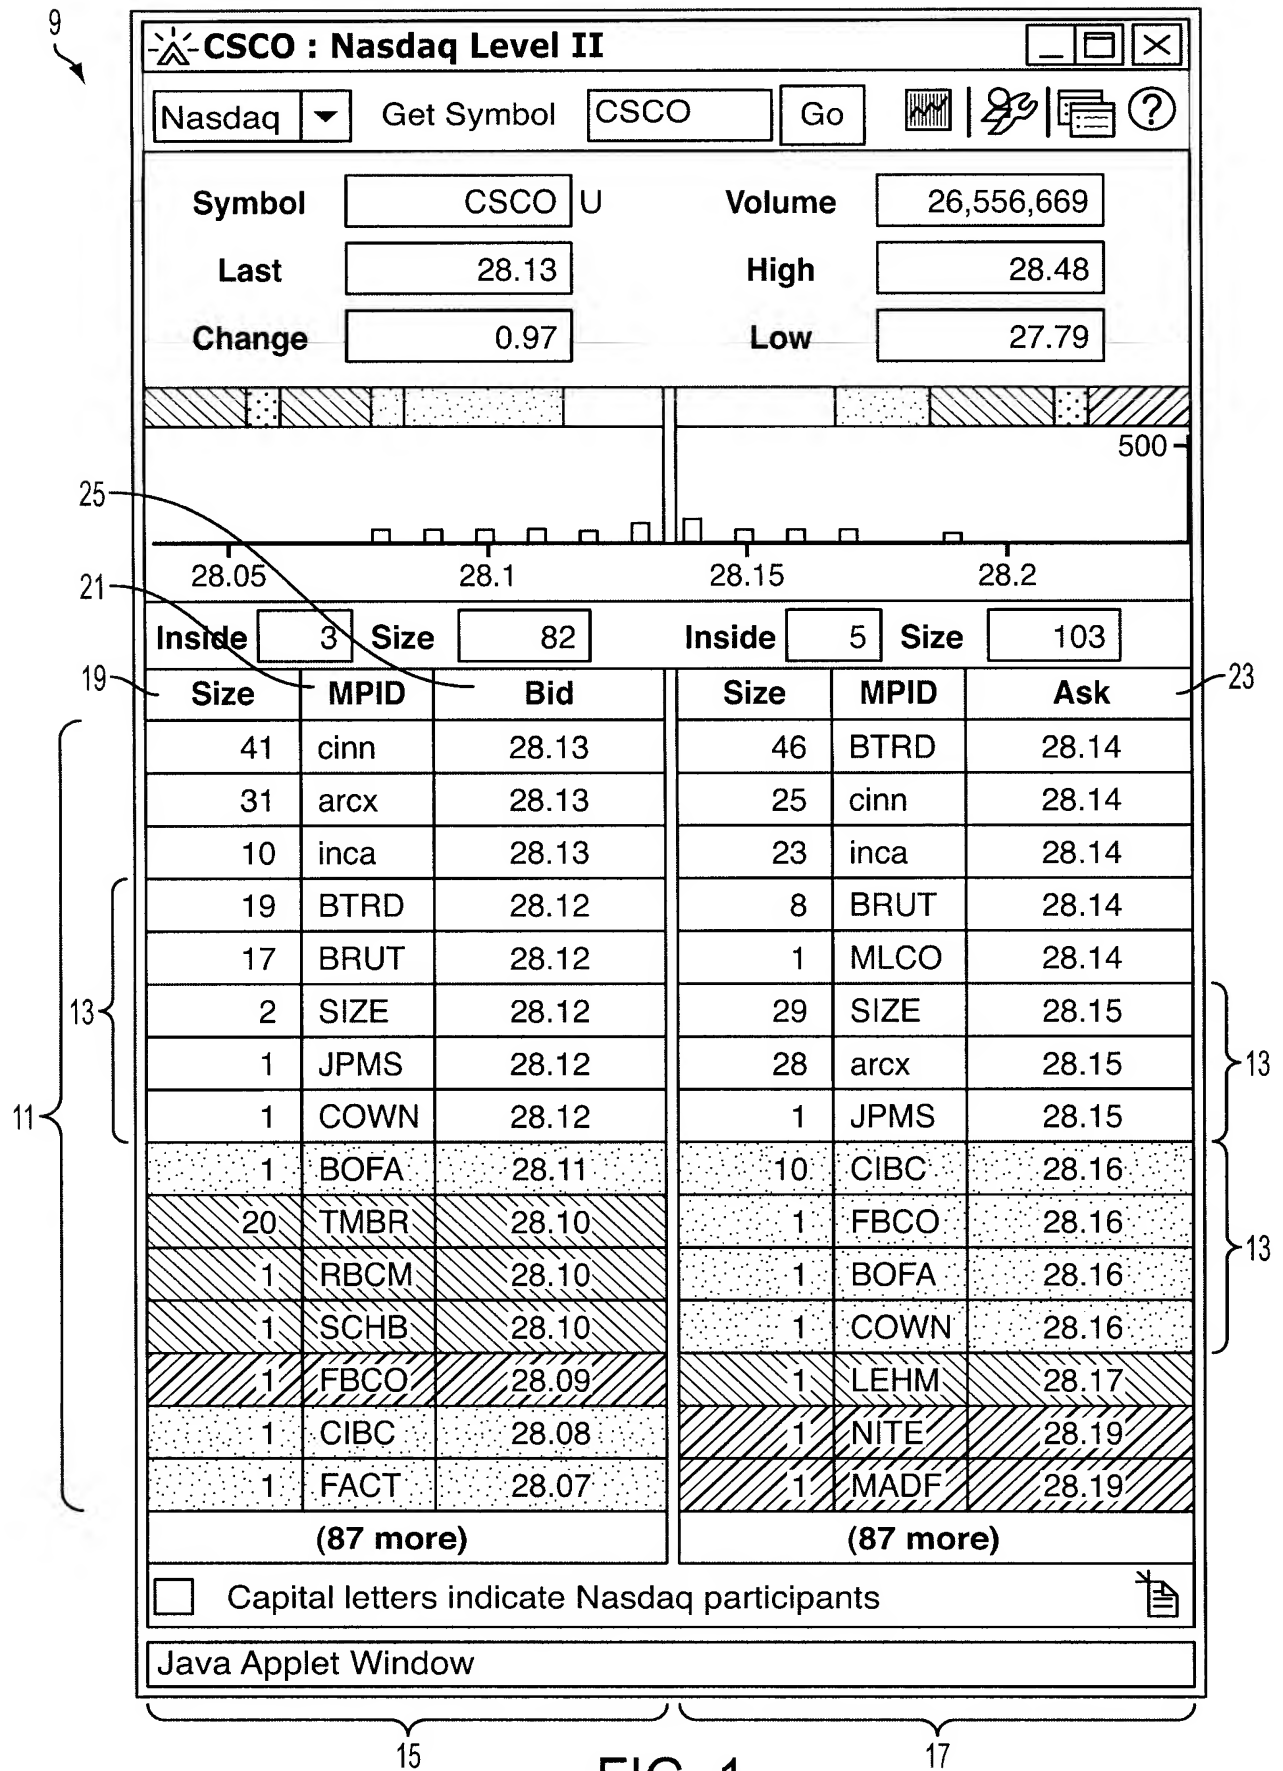 9
CSCO : Nasdaq Level II
Nasdaq Get Symbol CSCO Go ?
Symbol CSCO U Volume 26,556,669
Last 28.13 High 28.48
Change 0.97 Low 27.79
500
25
28.05 28.1 28.15 28.2
21
Inside 3 Size 82 Inside 5 Size 103
19 Size MPID Bid Size MPID Ask 23
41 cinn 28.13 46 BTRD 28.14
31 arcx 28.13 25 cinn 28.14
10 inca 28.13 23 inca 28.14
19 BTRD 28.12 8 BRUT 28.14
17 BRUT 28.12 1 MLCO 28.14
13 2 SIZE 28.12 29 SIZE 28.15
1 JPMS 28.12 28 arcx 28.15 13
11 1 COWN 28.12 1 JPMS 28.15
1 BOFA 28.11 10 CIBC 28.16
20 TMBR 28.10 1 FBCO 28.16
13
1 RBCM 28.10 1 BOFA 28.16
1 SCHB 28.10 1 COWN 28.16
1 FBCO 28.09 1 LEHM 28.17
1 CIBC 28.08 1 NITE 28.19
1 FACT 28.07 1 MADF 28.19
(87 more) (87 more)
Capital letters indicate Nasdaq participants
Java Applet Window
15 17
FIG. 1